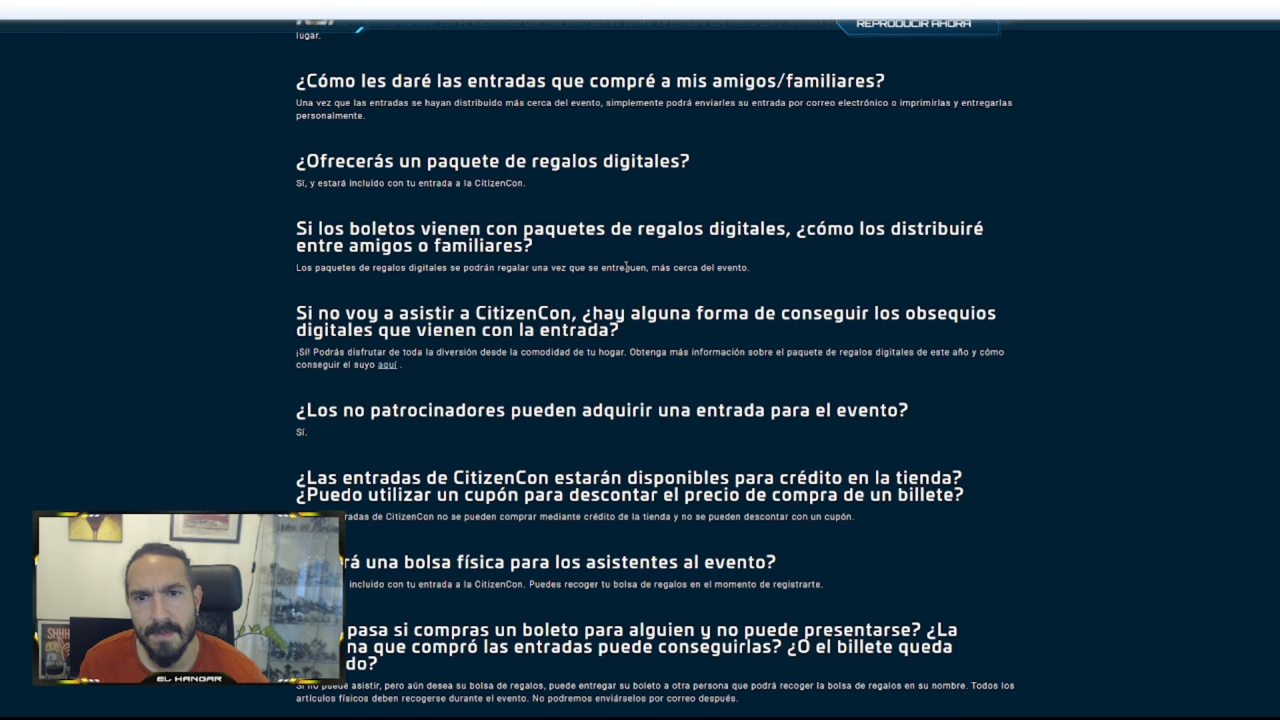 REPRODUCIR AHORA
lugar.
¿Cómo les daré las entradas que compré a mis amigos/familiares?
Una vez que las entradas se hayan distribuido más cerca del evento, simplemente podrá enviarles su entrada por correo electrónico o imprimirlas y entregarlas
personalmente.
¿Ofrecerás un paquete de regalos digitales?
Sí, y estará incluido con tu entrada a la CitizenCon.
Si los boletos vienen con paquetes de regalos digitales, ¿cómo los distribuiré
entre amigos o familiares?
Los paquetes de regalos digitales se podrán regalar una vez que se entreguen, más cerca del evento.
Si no voy a asistir a CitizenCon, ¿hay alguna forma de conseguir los obsequios
digitales que vienen con la entrada?
¡SÍ! Podrás disfrutar de toda la diversión desde la comodidad de tu hogar. Obtenga más información sobre el paquete de regalos digitales de este año y cómo
conseguir el suyo aquí .
¿Los no patrocinadores pueden adquirir una entrada para el evento?
Sí.
¿Las entradas de CitizenCon estarán disponibles para crédito en la tienda?
¿Puedo utilizar un cupón para descontar el precio de compra de un billete?
radas de CitizenCon no se pueden comprar mediante crédito de la tienda y no se pueden descontar con un cupón.
rá una bolsa física para los asistentes al evento?
incluido con tu entrada a la CitizenCon. Puedes recoger tu bolsa de regalos en el momento de registrarte.
pasa si compras un boleto para alguien y no puede presentarse? ¿La
na que compró las entradas puede conseguirlas? ¿O el billete queda
do?
Si no puede asistir, pero aún desea su bolsa de regalos, puede entregar su boleto a otra persona que podrá recoger la bolsa de regalos en su nombre. Todos los
artículos físicos deben recogerse durante el evento. No podremos enviárselos por correo después.
SHHH
EL HANGAR